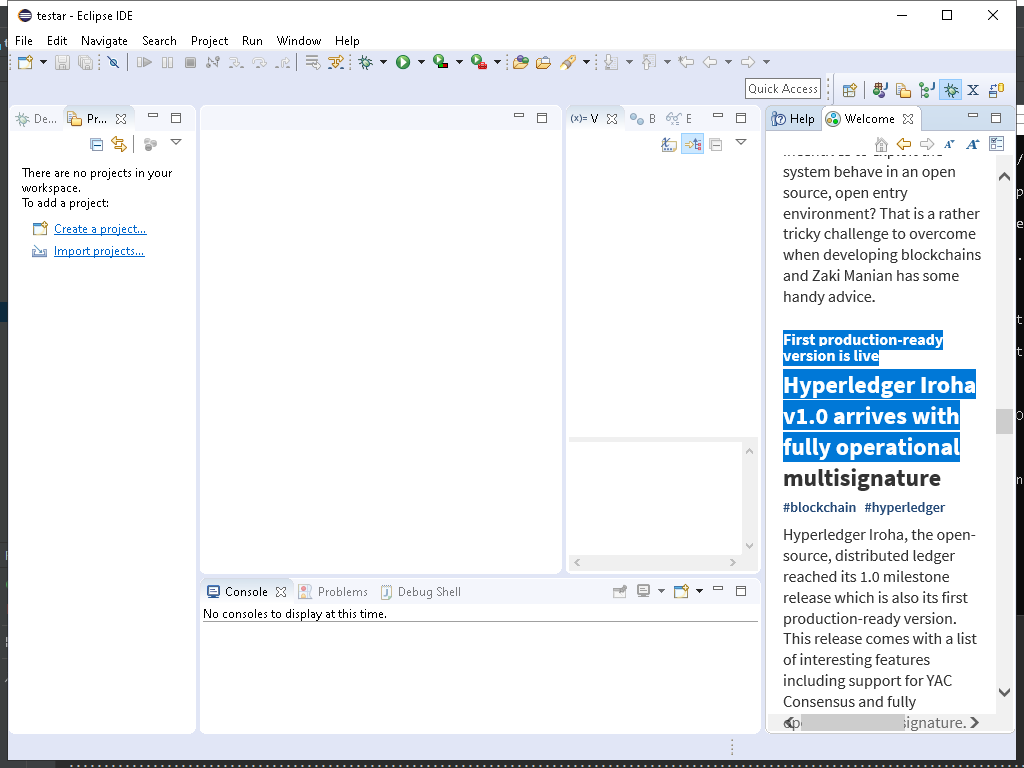 testar - Eclipse IDE
File Edit Navigate Search Project Run Window Help
Quick Access
De... Pr...
(x)= V B E
Help Welcome
There are no projects in your
workspace.
To add a project:
Create a project...
Import projects...
incentives to exploit the
system behave in an open
source, open entry
environment? That is a rather
tricky challenge to overcome
when developing blockchains
and Zaki Manian has some
handy advice.
First production-ready
version is live
Hyperledger Iroha
v1.0 arrives with
fully operational
multisignature
#blockchain #hyperledger
Hyperledger Iroha, the open-
source, distributed ledger
reached its 1.0 milestone
release which is also its first
production-ready version.
This release comes with a list
of interesting features
including support for YAC
Consensus and fully
signature.
Console Problems Debug Shell
No consoles to display at this time.